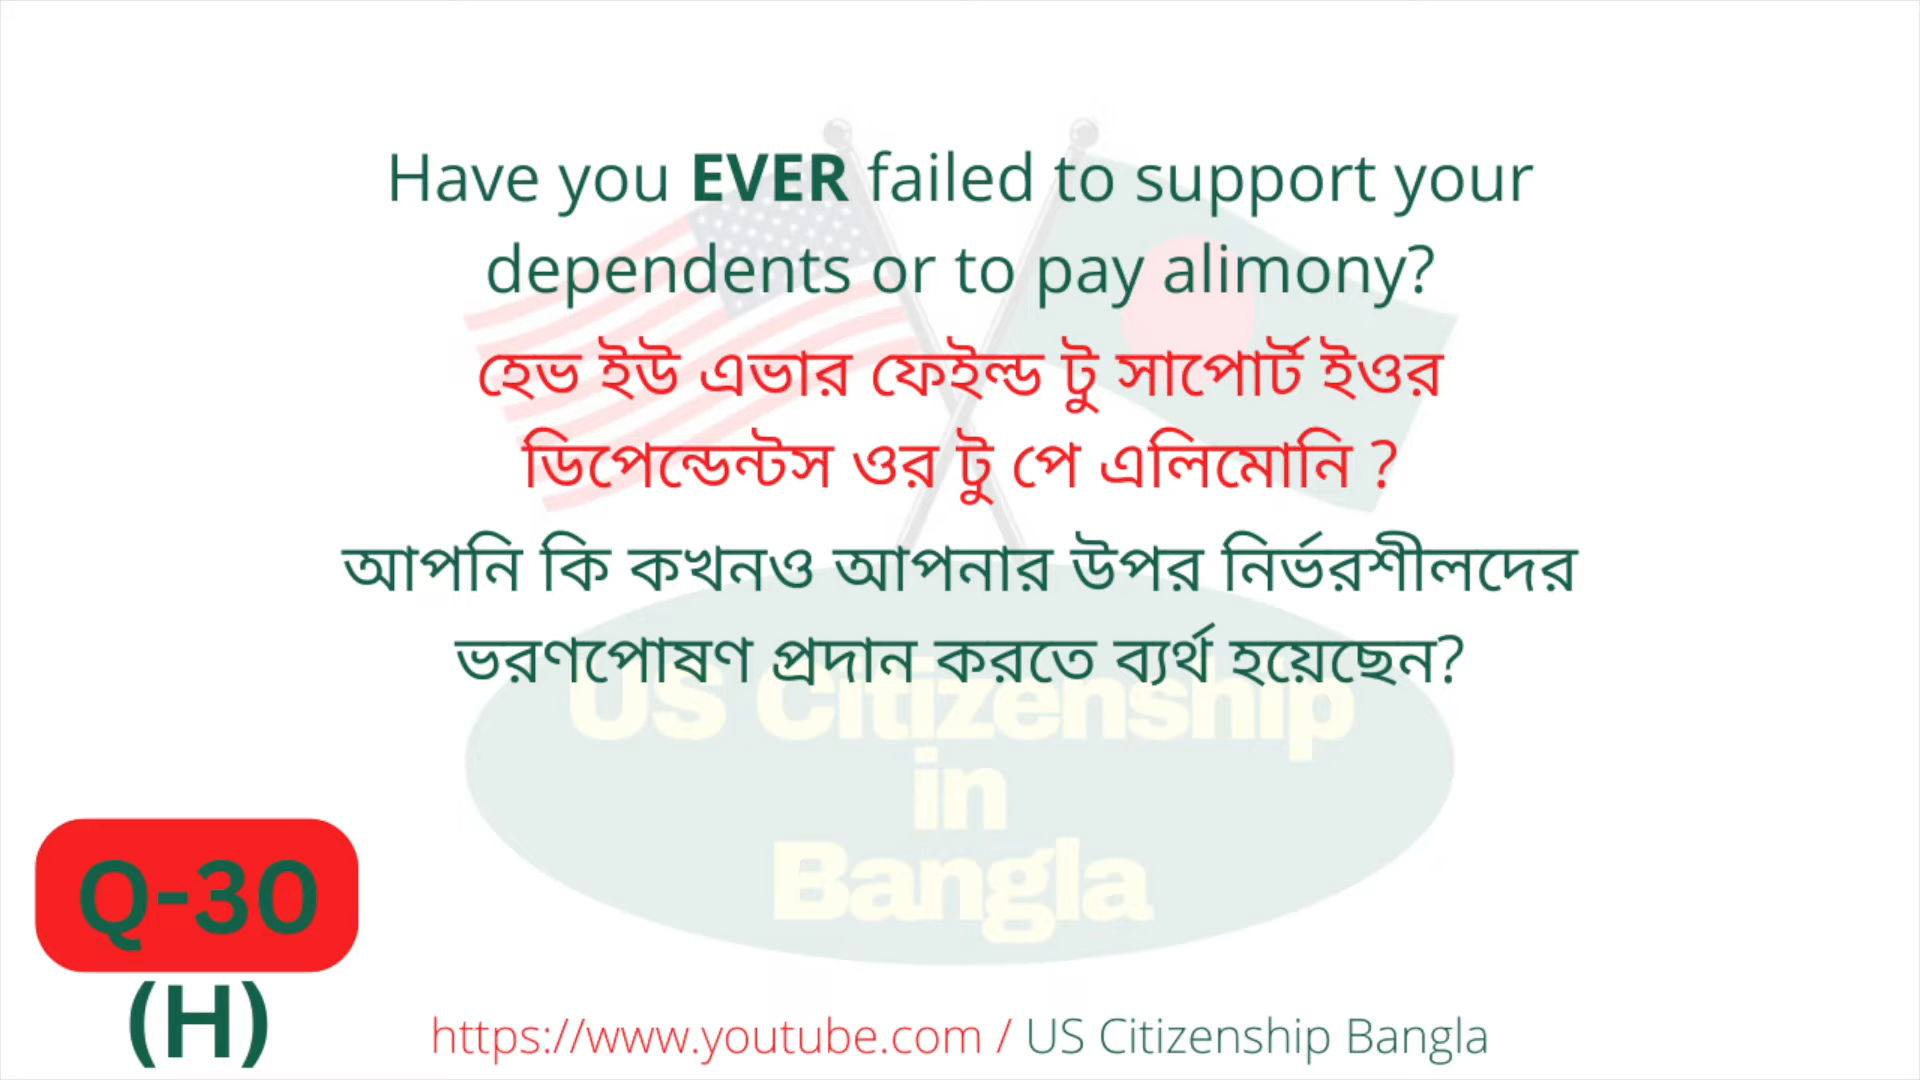 Have you EVER failed to support your
dependents or to pay alimony?
হেভ ইউ এভার ফেইল্ড টু সাপোর্ট ইওর
ডিপেন্ডেন্টস ওর টু পে এলিমোনি ?
আপনি কি কখনও আপনার উপর নির্ভরশীলদের
ভরণপোষণ প্রদান করতে ব্যর্থ হয়েছেন?
US Citizenship
in
Bangla
Q-30
(H)
https://www.youtube.com / US Citizenship Bangla